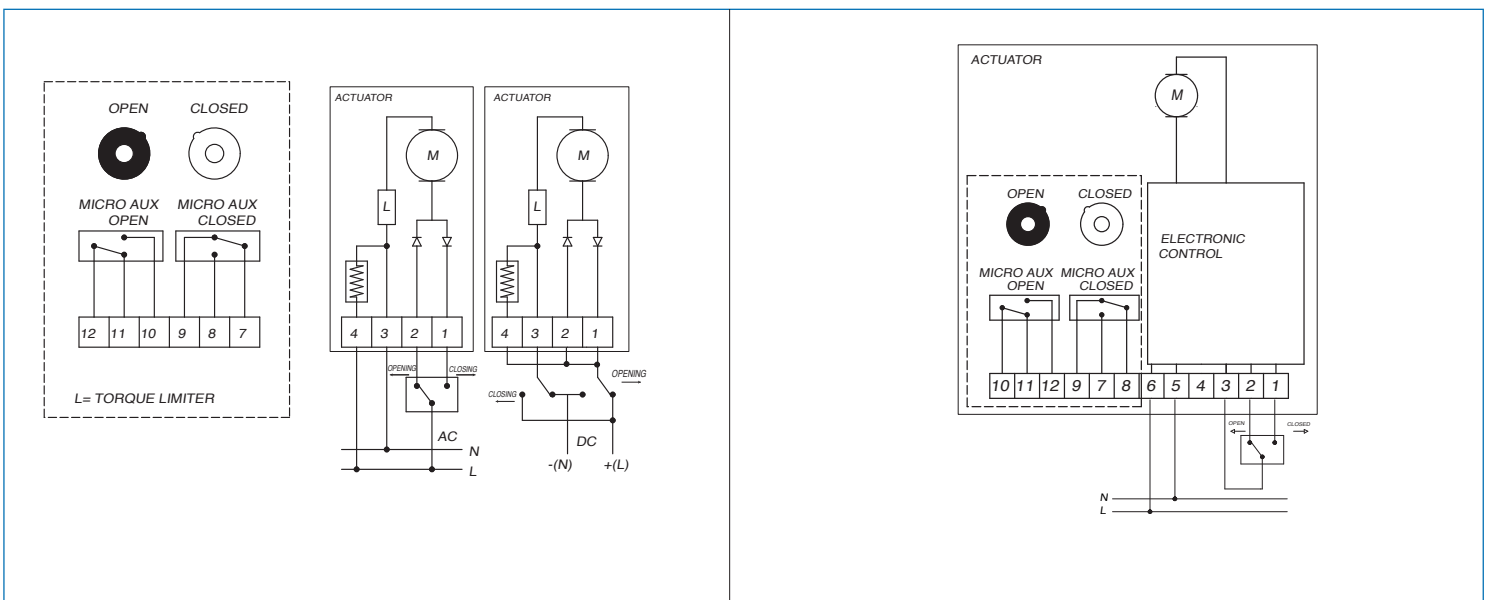 OPEN
CLOSED
MICRO AUX
OPEN
MICRO AUX
CLOSED
12 11 10 9 8 7
L= TORQUE LIMITER
ACTUATOR
M
L
4 3 2 1
OPENING
CLOSING
AC
N
L
ACTUATOR
M
L
4 3 2 1
CLOSING
OPENING
DC
-(N)
+(L)
ACTUATOR
M
OPEN
CLOSED
MICRO AUX
OPEN
MICRO AUX
CLOSED
ELECTRONIC
CONTROL
10 11 12 9 7 8 6 5 4 3 2 1
OPEN
CLOSED
N
L